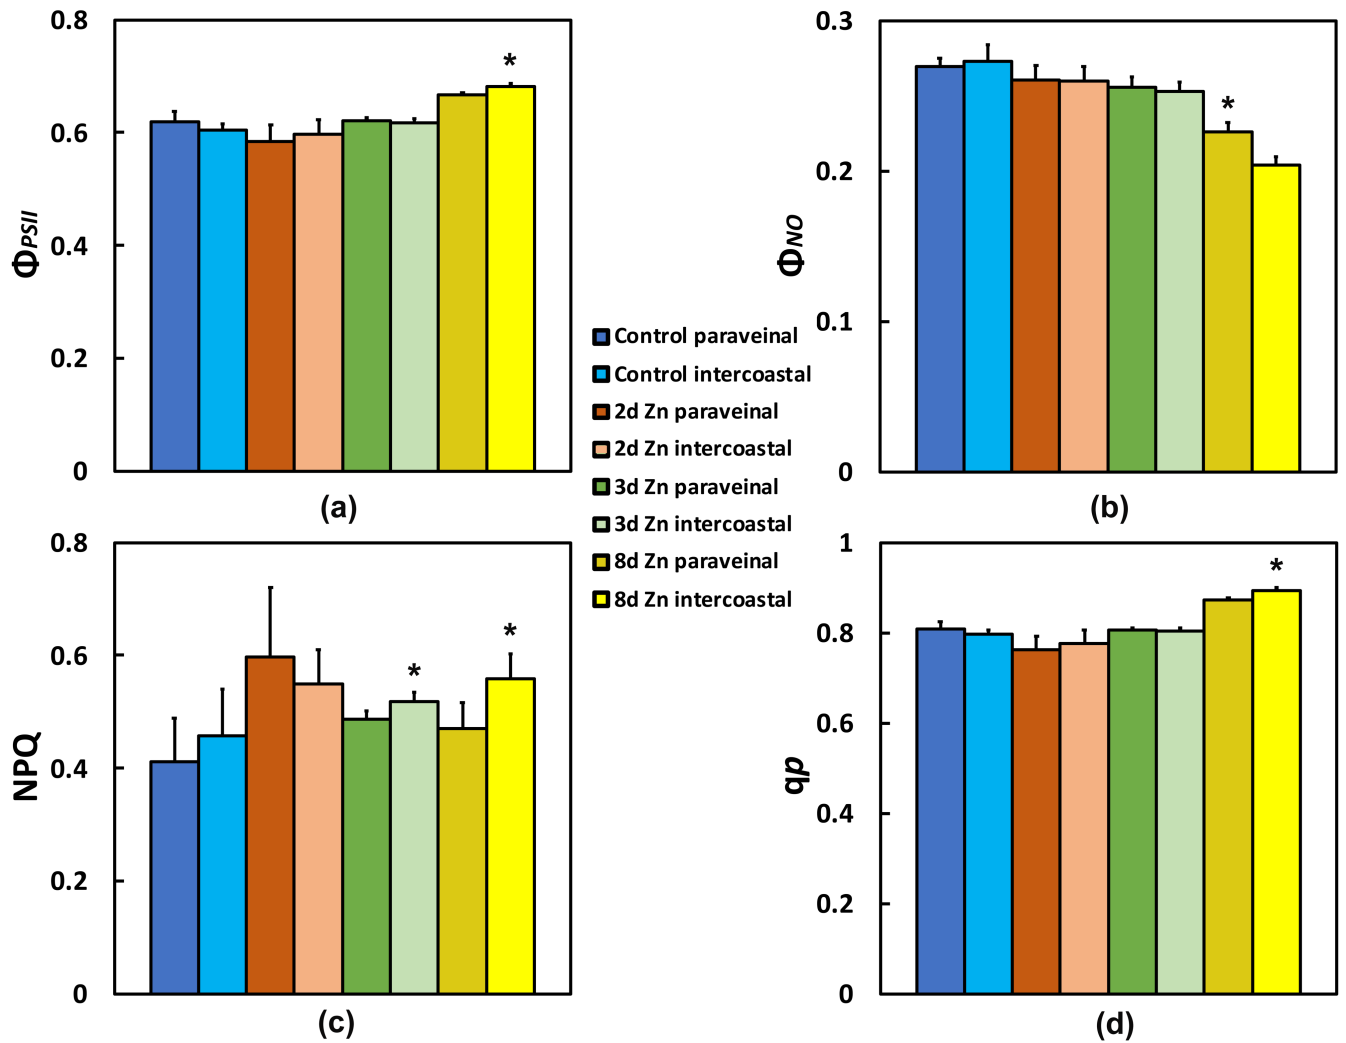 0.8
0.6
0.4
0.2
0
ΦPSII
*
(a)
0.3
0.2
0.1
0
ΦNO
*
(b)
Control paraveinal
Control intercoastal
2d Zn paraveinal
2d Zn intercoastal
3d Zn paraveinal
3d Zn intercoastal
8d Zn paraveinal
8d Zn intercoastal
0.8
0.6
0.4
0.2
0
NPQ
*
*
(c)
1
0.8
0.6
0.4
0.2
0
qp
*
(d)